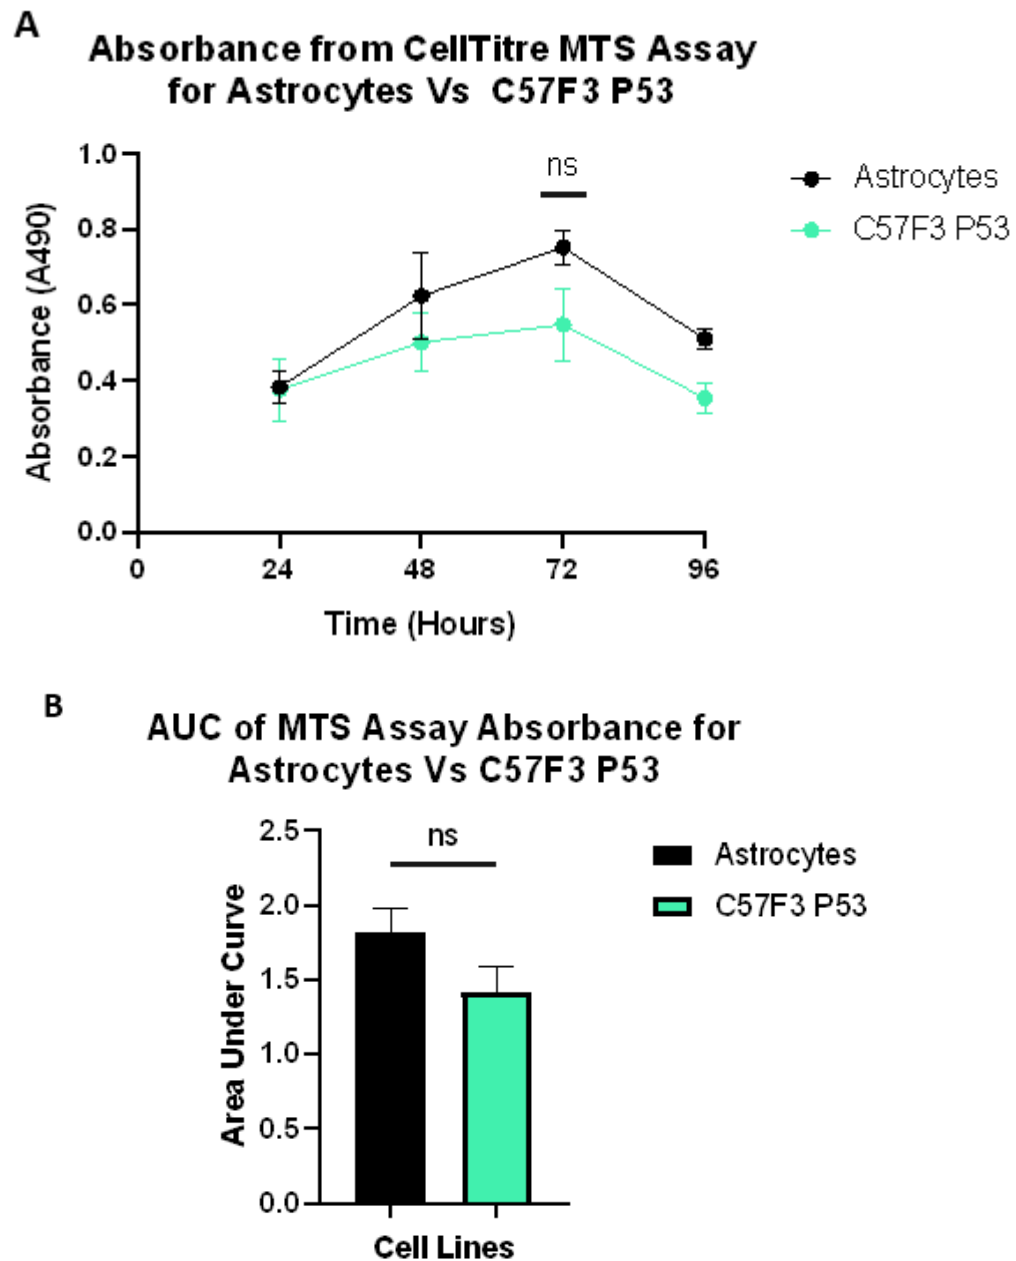 A
Absorbance from CellTitre MTS Assay
for Astrocytes Vs C57F3 P53
1.0
0.8
0.6
0.4
0.2
0.0
Absorbance (A490)
ns
Astrocytes
C57F3 P53
0 24 48 72 96
Time (Hours)
B
AUC of MTS Assay Absorbance for
Astrocytes Vs C57F3 P53
2.5
2.0
1.5
1.0
0.5
0.0
Area Under Curve
ns
Astrocytes
C57F3 P53
Cell Lines